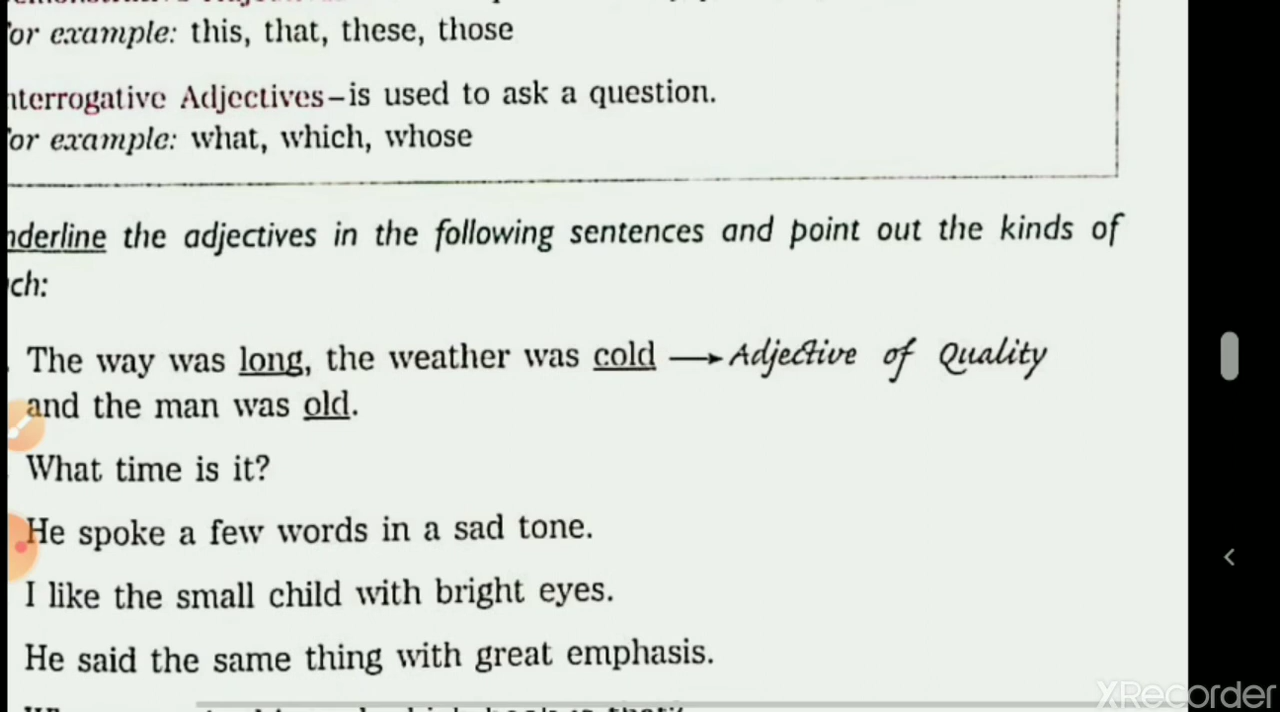 for example: this, that, these, those
nterrogative Adjectives–is used to ask a question.
for example: what, which, whose
nderline the adjectives in the following sentences and point out the kinds of
ch:
The way was long, the weather was cold → Adjective of Quality
and the man was old.
What time is it?
He spoke a few words in a sad tone.
I like the small child with bright eyes.
He said the same thing with great emphasis.
XRecorder